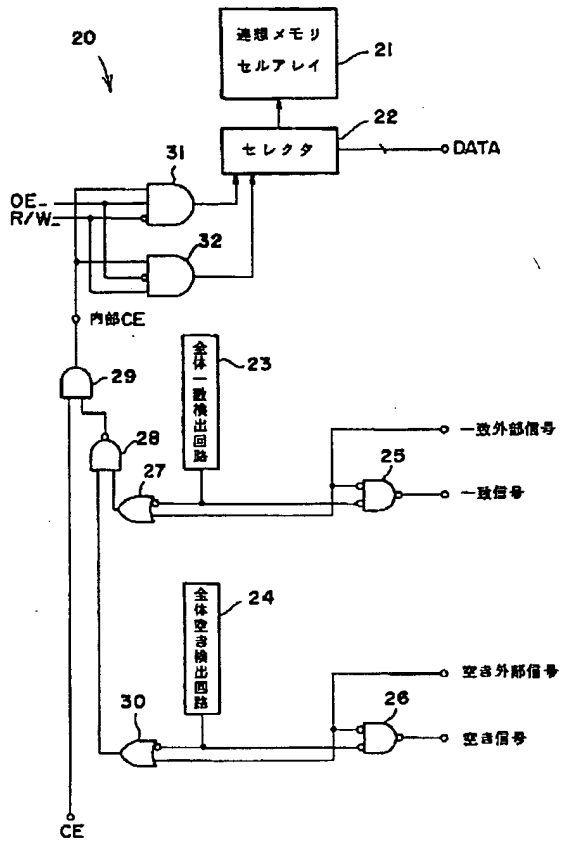 20
連想メモリ
セルアレイ
21
22
セレクタ
DATA
31
OE_
R/W_
32
内部CE
29
23
全体一致検出回路
28
27
一致外部信号
25
一致信号
24
全体空き検出回路
空き外部信号
30
26
空き信号
CE